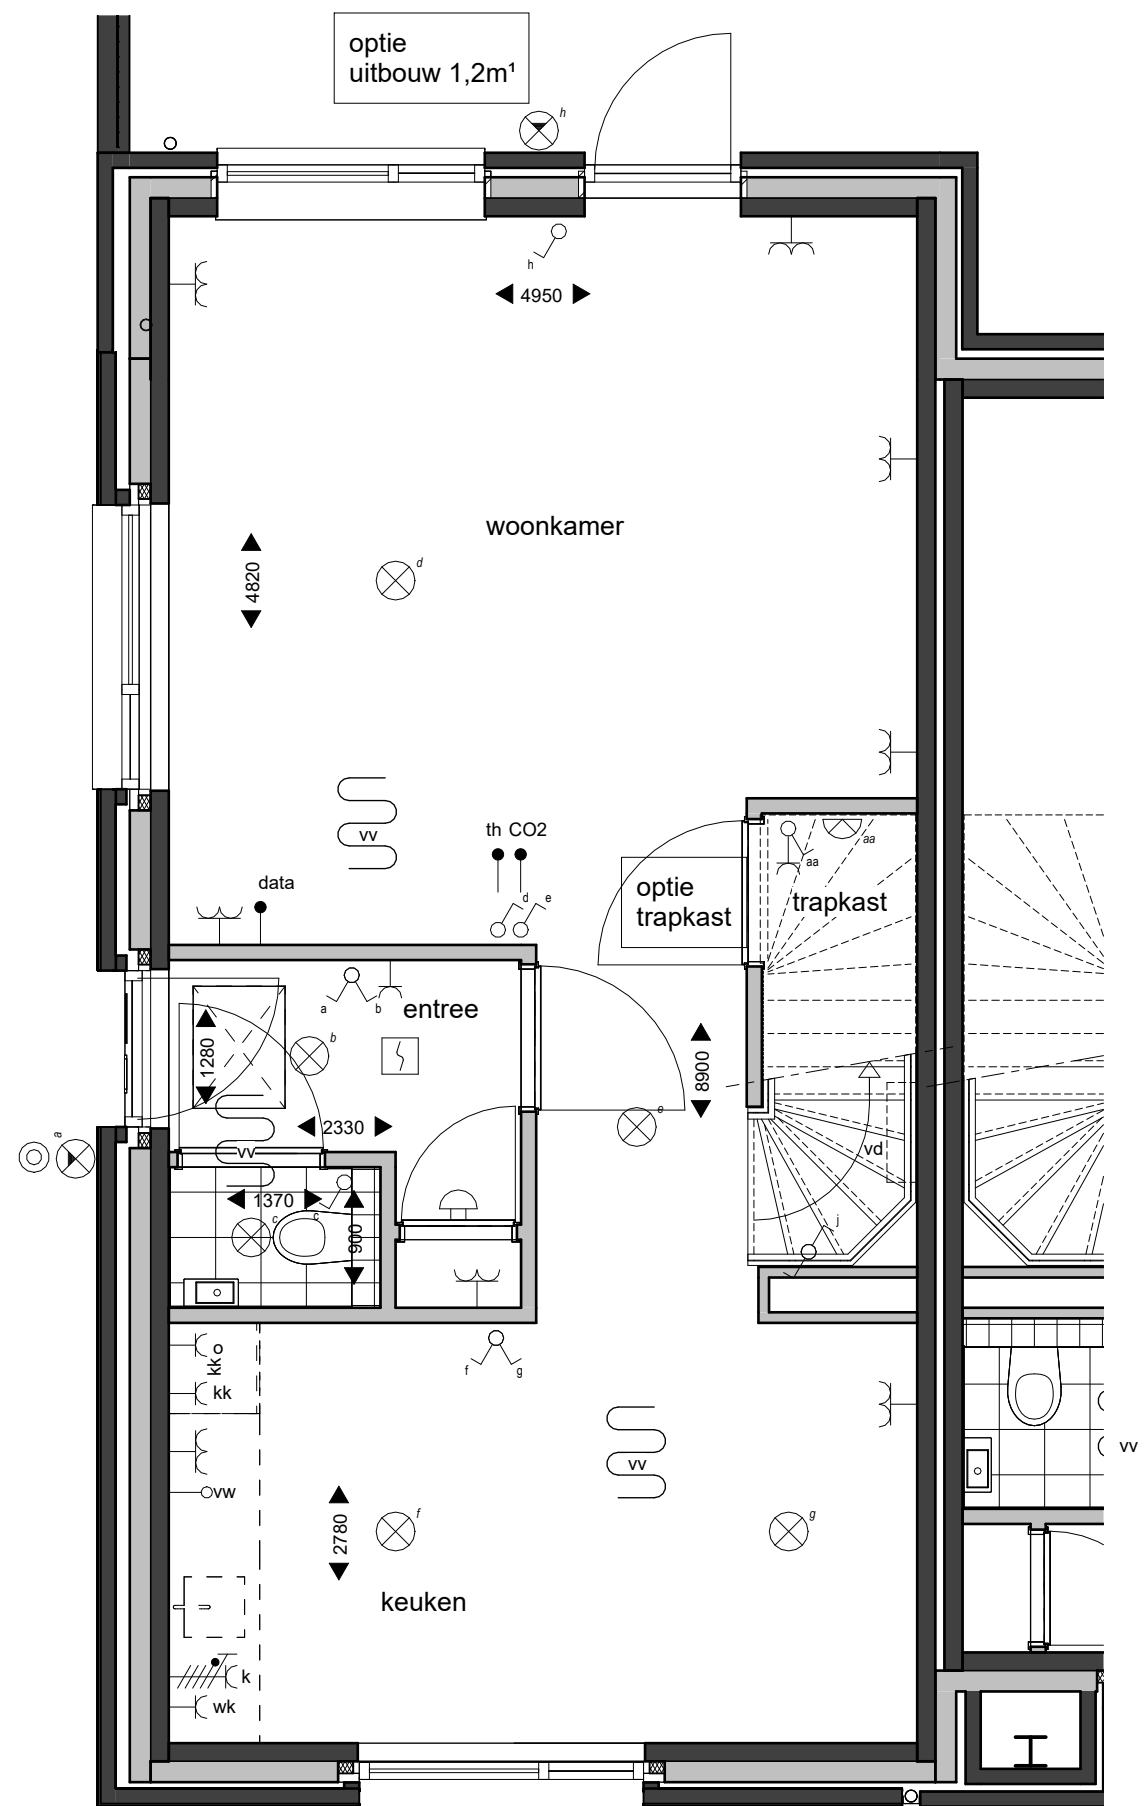 optie
uitbouw 1,2m¹
h
h
4950
woonkamer
d
4820
vv
th CO2
data
d e
optie
trapkast
aa
aa
trapkast
a b
entree
b
1280
8900
2330
e
a
vv
vd
1370
c c
900
j
f g
kko
kk
vv
vv
vw
2780
f
g
keuken
k
wk